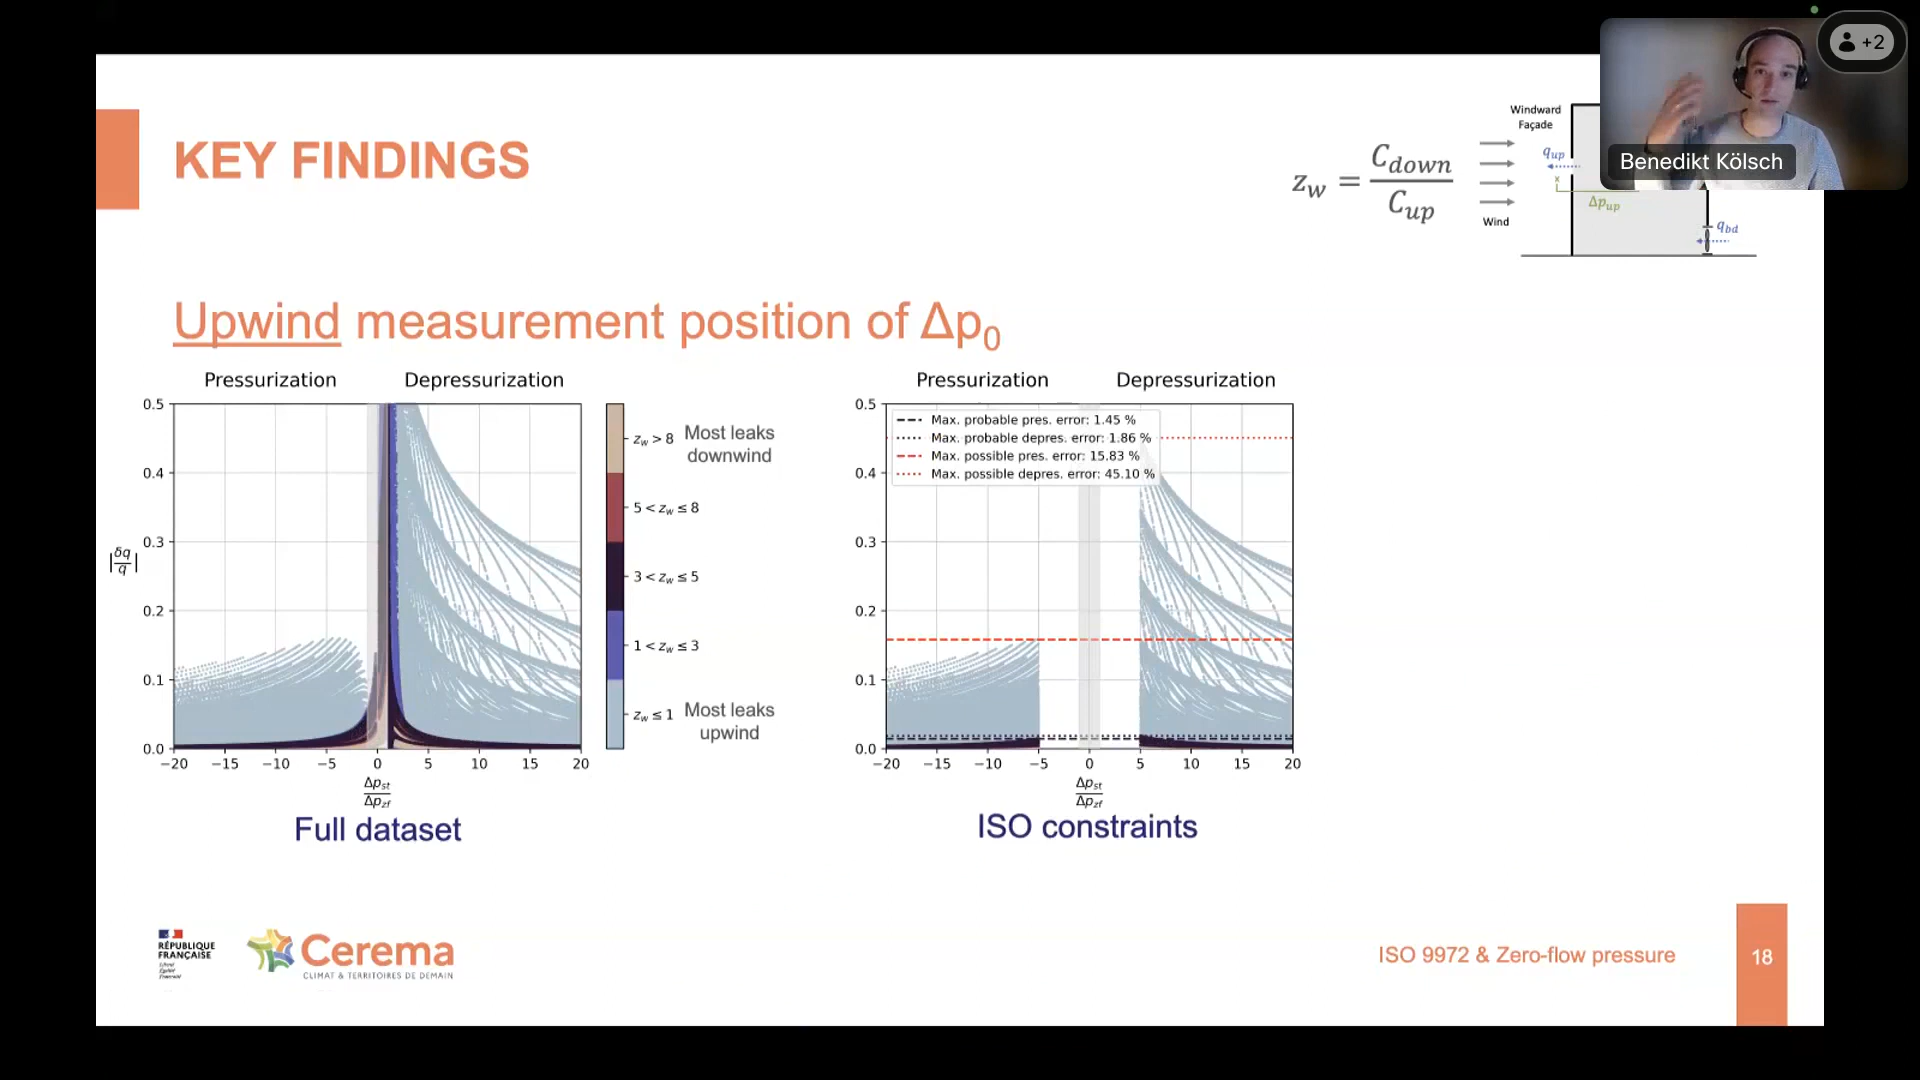 +2
Benedikt Kölsch
KEY FINDINGS
z_w = C_down / C_up
Windward
Façade
q_up
Δp_up
Wind
q_bd
Upwind measurement position of Δp₀
Pressurization
Depressurization
0.5
0.4
0.3
0.2
0.1
0.0
|δq/q|
−20 −15 −10 −5 0 5 10 15 20
Δp_st / Δp_zf
Full dataset
z_w > 8
5 < z_w ≤ 8
3 < z_w ≤ 5
1 < z_w ≤ 3
z_w ≤ 1
Most leaks
downwind
Most leaks
upwind
Pressurization
Depressurization
0.5
0.4
0.3
0.2
0.1
0.0
Max. probable pres. error: 1.45 %
Max. probable depres. error: 1.86 %
Max. possible pres. error: 15.83 %
Max. possible depres. error: 45.10 %
−20 −15 −10 −5 0 5 10 15 20
Δp_st / Δp_zf
ISO constraints
RÉPUBLIQUE
FRANÇAISE
Cerema
CLIMAT & TERRITOIRES DE DEMAIN
ISO 9972 & Zero-flow pressure
18